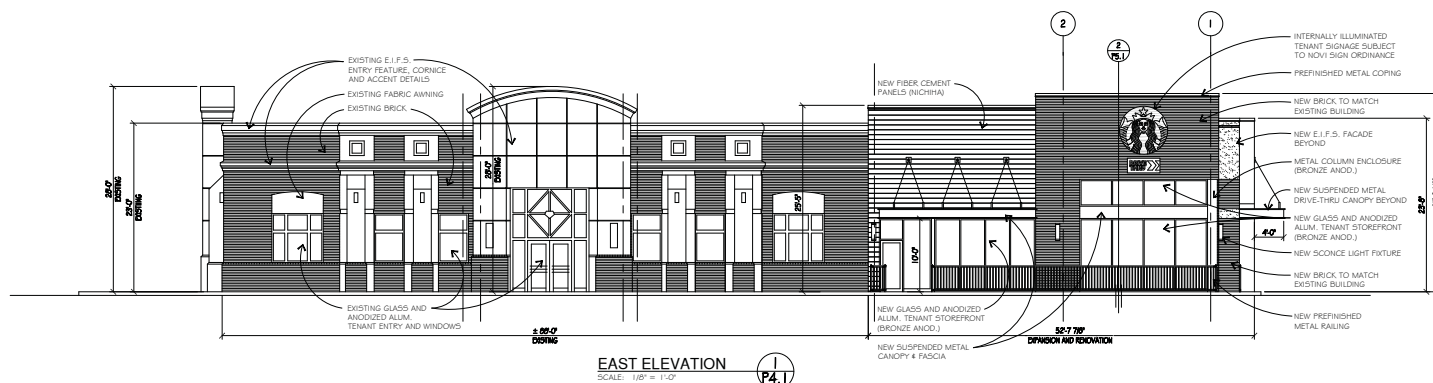 2
1
2
P5.1
INTERNALLY ILLUMINATED
TENANT SIGNAGE SUBJECT
TO NOVI SIGN ORDINANCE
PREFINISHED METAL COPING
NEW BRICK TO MATCH
EXISTING BUILDING
NEW E.I.F.S. FACADE
BEYOND
METAL COLUMN ENCLOSURE
(BRONZE ANOD.)
NEW SUSPENDED METAL
DRIVE-THRU CANOPY BEYOND
NEW GLASS AND ANODIZED
ALUM. TENANT STOREFRONT
(BRONZE ANOD.)
NEW SCONCE LIGHT FIXTURE
NEW BRICK TO MATCH
EXISTING BUILDING
NEW PREFINISHED
METAL RAILING
EXISTING E.I.F.S.
ENTRY FEATURE, CORNICE
AND ACCENT DETAILS
EXISTING FABRIC AWNING
EXISTING BRICK
NEW FIBER CEMENT
PANELS (NICHIHA)
28'-0"
EXISTING
23'-0"
EXISTING
28'-0"
EXISTING
25'-5"
10'-0"
4'-0"
EXISTING GLASS AND
ANODIZED ALUM.
TENANT ENTRY AND WINDOWS
NEW GLASS AND ANODIZED
ALUM. TENANT STOREFRONT
(BRONZE ANOD.)
NEW SUSPENDED METAL
CANOPY & FASCIA
EXISTING
52'-7 7/8"
EXPANSION AND RENOVATION
EAST ELEVATION
SCALE: 1/8" = 1'-0"
1
P4.1